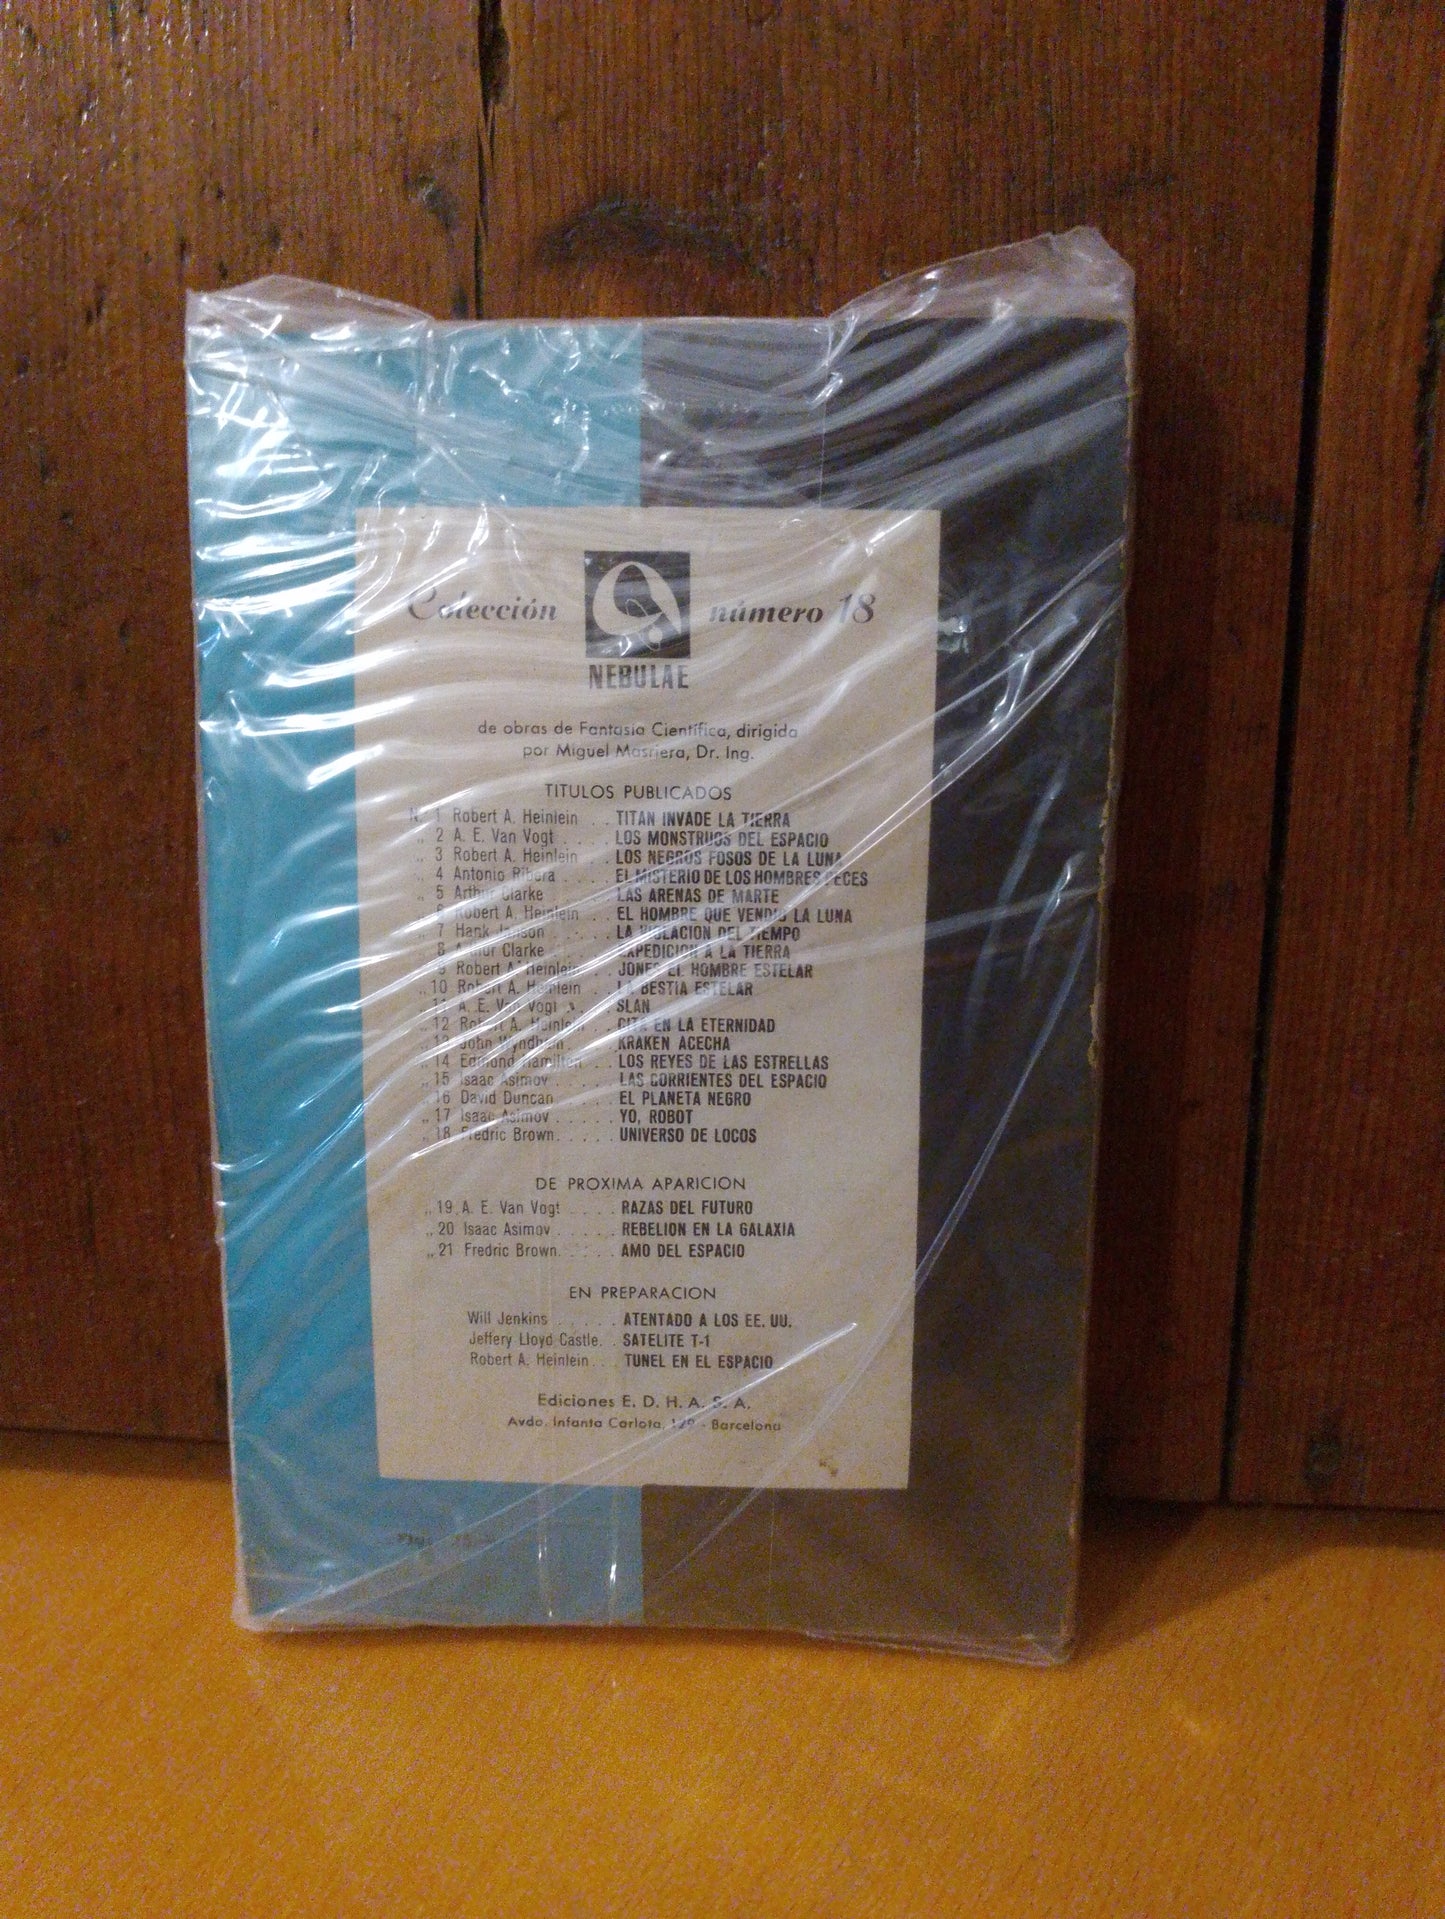 Colección NEBULAE número 18
de obras de Fantasía Científica, dirigida
por Miguel Masriera, Dr. Ing.
TITULOS PUBLICADOS
N. 1 Robert A. Heinlein . . TITAN INVADE LA TIERRA
„ 2 A. E. Van Vogt . . . . LOS MONSTRUOS DEL ESPACIO
„ 3 Robert A. Heinlein . . LOS NEGROS FOSOS DE LA LUNA
„ 4 Antonio Ribera . . . . EL MISTERIO DE LOS HOMBRES PECES
„ 5 Arthur Clarke . . . . . LAS ARENAS DE MARTE
„ 6 Robert A. Heinlein . . EL HOMBRE QUE VENDIO LA LUNA
„ 7 Hank Janson . . . . . LA VIOLACION DEL TIEMPO
„ 8 Arthur Clarke . . . . . EXPEDICION A LA TIERRA
„ 9 Robert A. Heinlein . . JONES EL HOMBRE ESTELAR
„ 10 Robert A. Heinlein . . LA BESTIA ESTELAR
„ 11 A. E. Van Vogt . . . . SLAN
„ 12 Robert A. Heinlein . . CITA EN LA ETERNIDAD
„ 13 John Wyndham . . . . KRAKEN ACECHA
„ 14 Edmond Hamilton . . . LOS REYES DE LAS ESTRELLAS
„ 15 Isaac Asimov . . . . . LAS CORRIENTES DEL ESPACIO
„ 16 David Duncan . . . . . EL PLANETA NEGRO
„ 17 Isaac Asimov . . . . . YO, ROBOT
„ 18 Fredric Brown . . . . . UNIVERSO DE LOCOS
DE PROXIMA APARICION
„ 19 A. E. Van Vogt . . . . RAZAS DEL FUTURO
„ 20 Isaac Asimov . . . . . REBELION EN LA GALAXIA
„ 21 Fredric Brown . . . . . AMO DEL ESPACIO
EN PREPARACION
Will Jenkins . . . . . ATENTADO A LOS EE. UU.
Jeffery Lloyd Castle . . SATELITE T-1
Robert A. Heinlein . . . TUNEL EN EL ESPACIO
Ediciones E. D. H. A. S. A.
Avda. Infanta Carlota, 129 - Barcelona